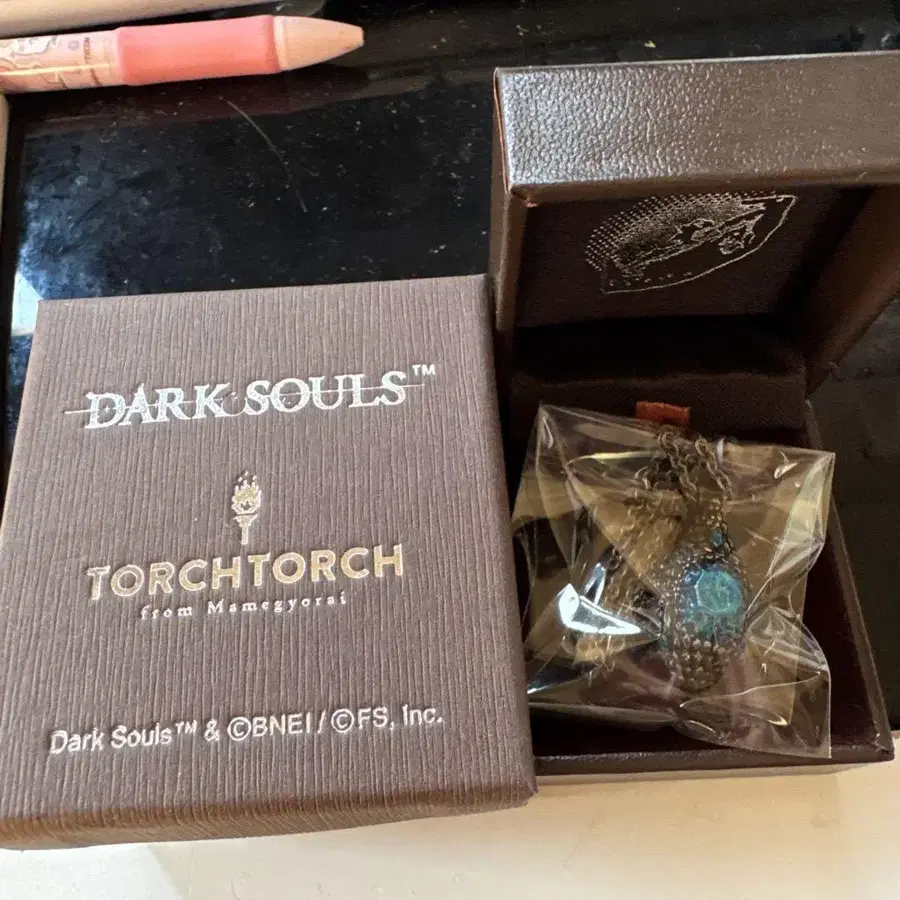 DARK SOULS™
TORCHTORCH
from Mamegyorai
Dark Souls™ & ©BNEI / ©FS, Inc.